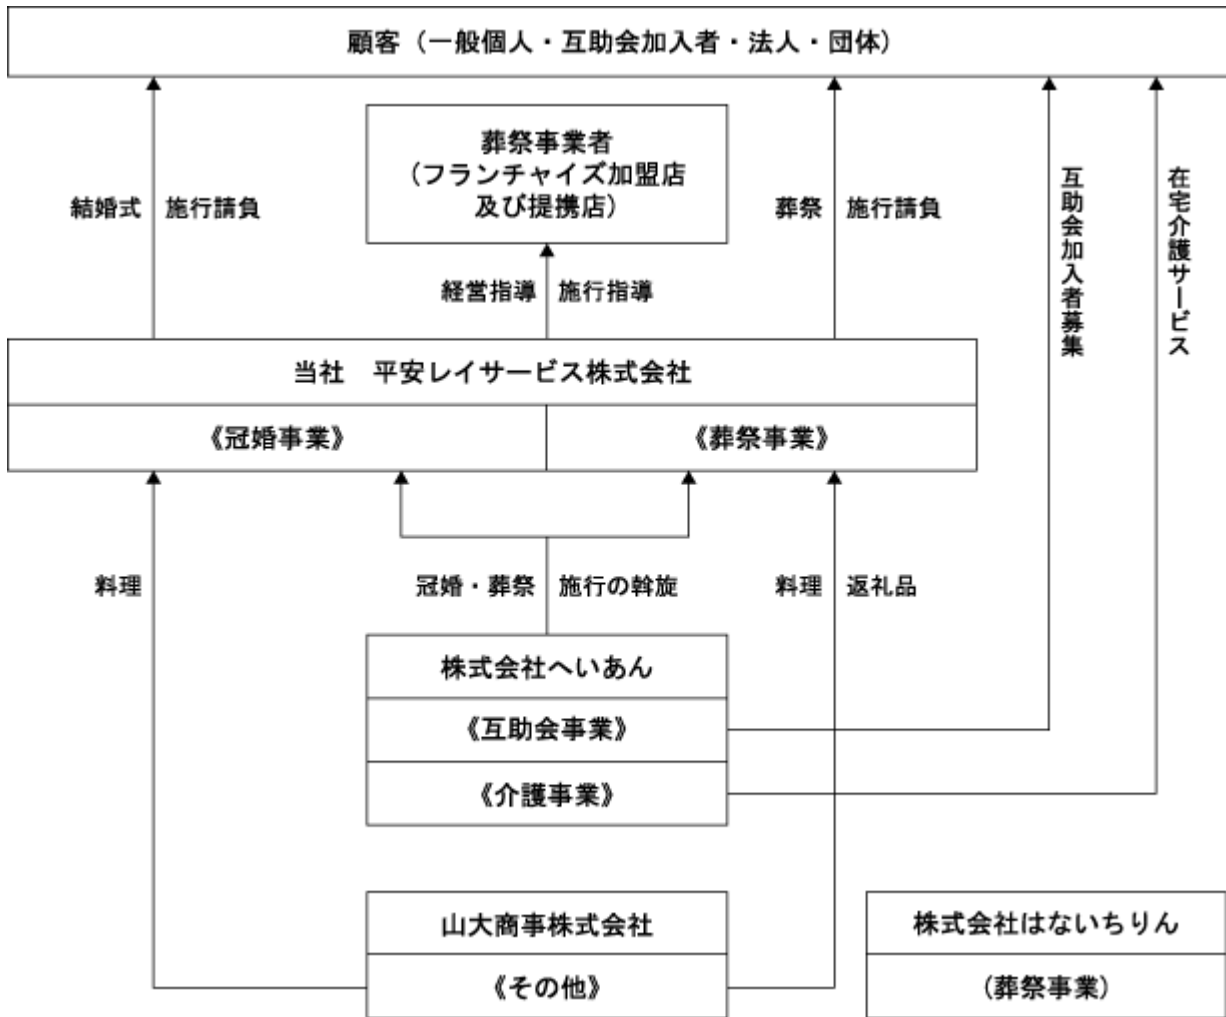 顧客（一般個人・互助会加入者・法人・団体）
葬祭事業者
（フランチャイズ加盟店
及び提携店）
結婚式 施行請負
葬祭 施行請負
互助会加入者募集
在宅介護サービス
経営指導 施行指導
当社　平安レイサービス株式会社
《冠婚事業》
《葬祭事業》
料理
冠婚・葬祭 施行の斡旋
料理 返礼品
株式会社へいあん
《互助会事業》
《介護事業》
山大商事株式会社
《その他》
株式会社はないちりん
(葬祭事業)